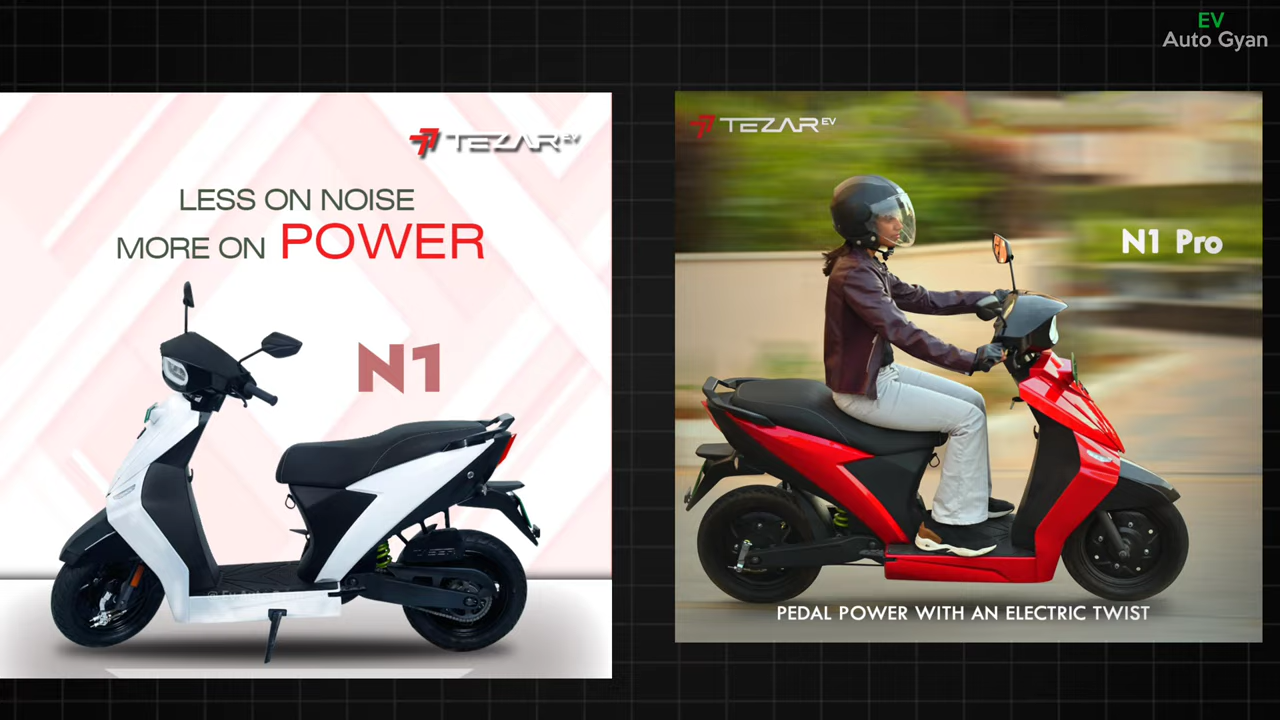 EV
Auto Gyan
TEZAR EV
LESS ON NOISE
MORE ON POWER
N1
TEZAR EV
N1 Pro
PEDAL POWER WITH AN ELECTRIC TWIST